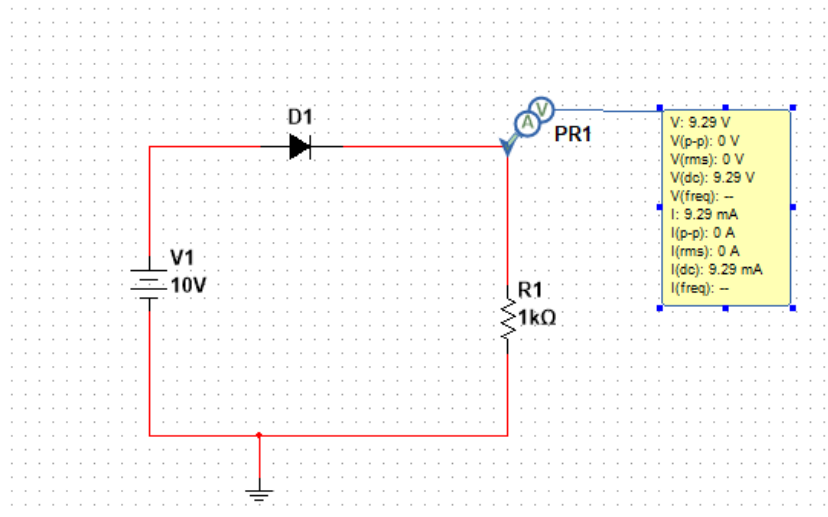 D1
V
A
PR1
V: 9.29 V
V(p-p): 0 V
V(rms): 0 V
V(dc): 9.29 V
V(freq): --
I: 9.29 mA
I(p-p): 0 A
I(rms): 0 A
I(dc): 9.29 mA
I(freq): --
V1
10V
R1
1kΩ